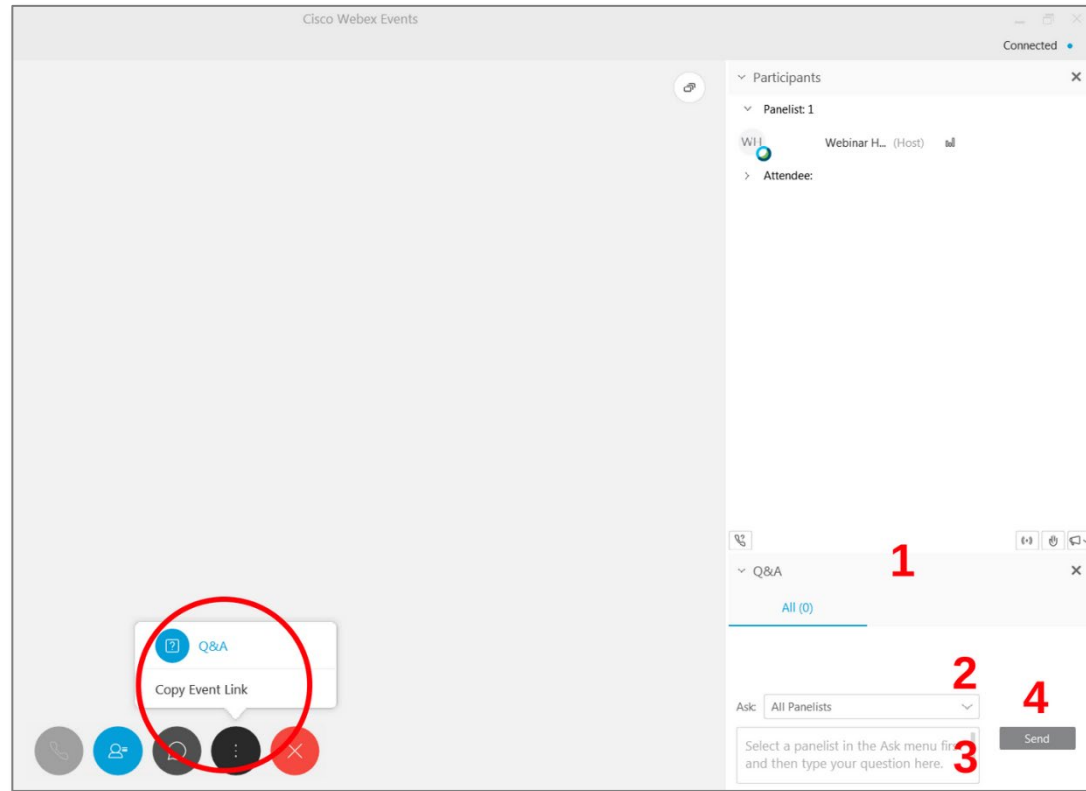 Cisco Webex Events
Connected
Participants
Panelist: 1
WH
Webinar H... (Host)
Attendee:
1
Q&A
All (0)
2
Ask:
All Panelists
4
Select a panelist in the Ask menu
and then type your question here.
3
Send
Q&A
Copy Event Link